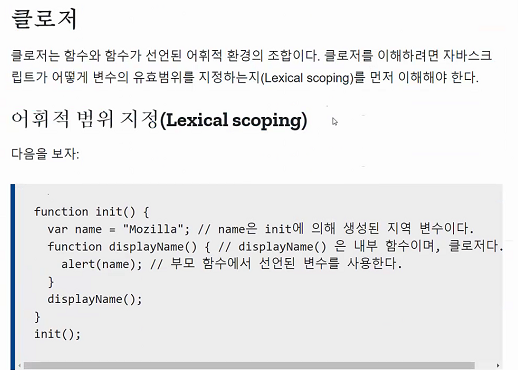 클로저
클로저는 함수와 함수가 선언된 어휘적 환경의 조합이다. 클로저를 이해하려면 자바스크
립트가 어떻게 변수의 유효범위를 지정하는지(Lexical scoping)를 먼저 이해해야 한다.
어휘적 범위 지정(Lexical scoping)
다음을 보자:
function init() {
  var name = "Mozilla"; // name은 init에 의해 생성된 지역 변수이다.
  function displayName() { // displayName() 은 내부 함수이며, 클로저다.
    alert(name); // 부모 함수에서 선언된 변수를 사용한다.
  }
  displayName();
}
init();